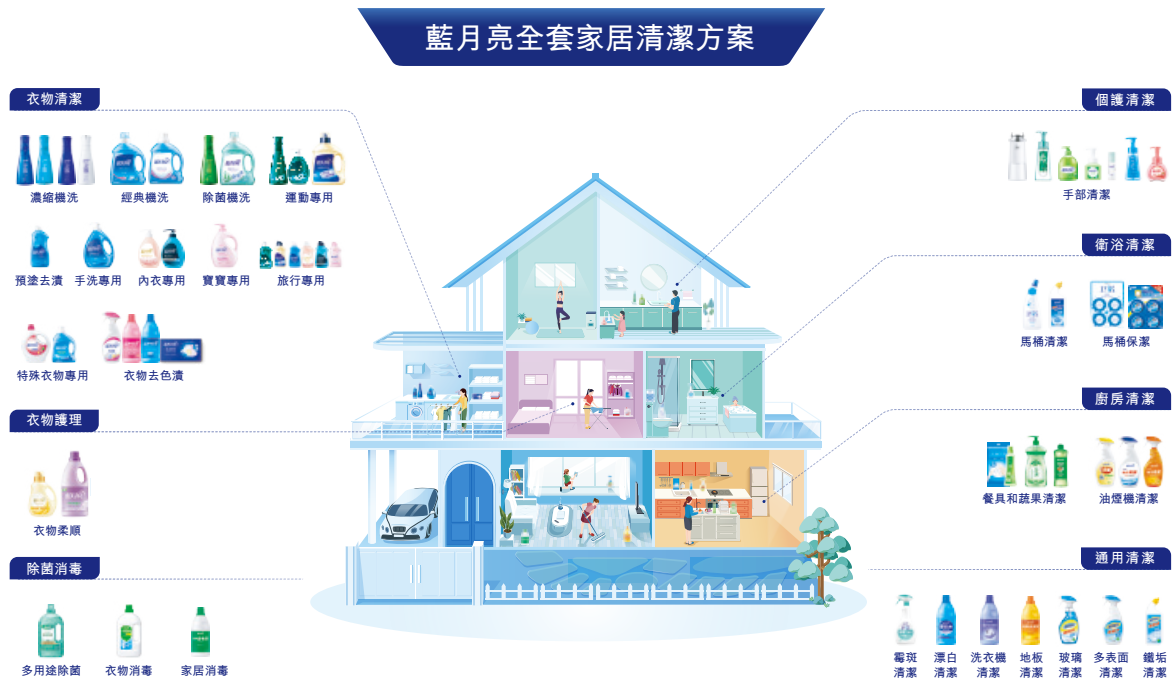 藍月亮全套家居清潔方案
衣物清潔
濃縮機洗
經典機洗
除菌機洗
運動專用
預塗去漬
手洗專用
內衣專用
寶寶專用
旅行專用
特殊衣物專用
衣物去色漬
衣物護理
衣物柔順
除菌消毒
多用途除菌
衣物消毒
家居消毒
個護清潔
手部清潔
衛浴清潔
馬桶清潔
馬桶保潔
廚房清潔
餐具和蔬果清潔
油煙機清潔
通用清潔
霉斑
清潔
漂白
清潔
洗衣機
清潔
地板
清潔
玻璃
清潔
多表面
清潔
鐵垢
清潔